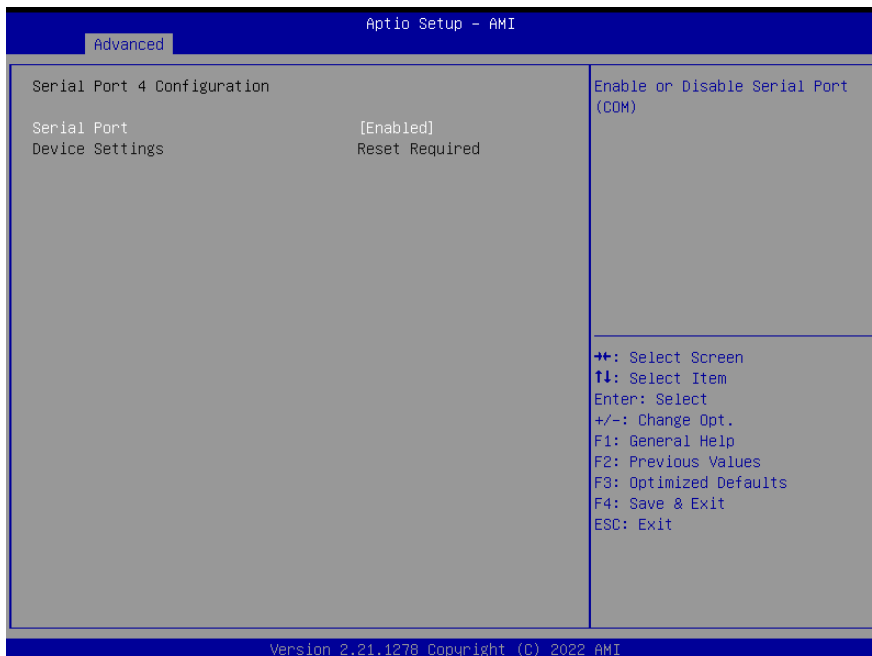 Aptio Setup – AMI
Advanced
Serial Port 4 Configuration
Serial Port [Enabled]
Device Settings Reset Required
Enable or Disable Serial Port
(COM)
→←: Select Screen
↑↓: Select Item
Enter: Select
+/-: Change Opt.
F1: General Help
F2: Previous Values
F3: Optimized Defaults
F4: Save & Exit
ESC: Exit
Version 2.21.1278 Copyright (C) 2022 AMI